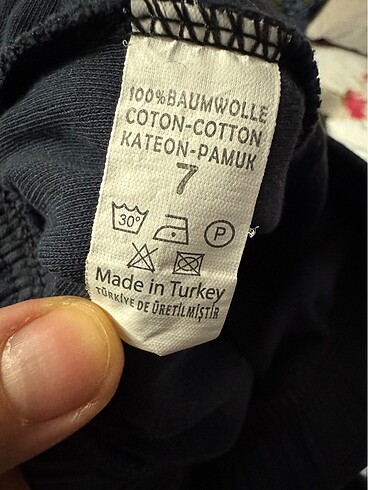 100%BAUMWOLLE
COTON-COTTON
KATEON-PAMUK
7
30° P
Made in Turkey
TÜRKİYE DE ÜRETİLMİŞTİR